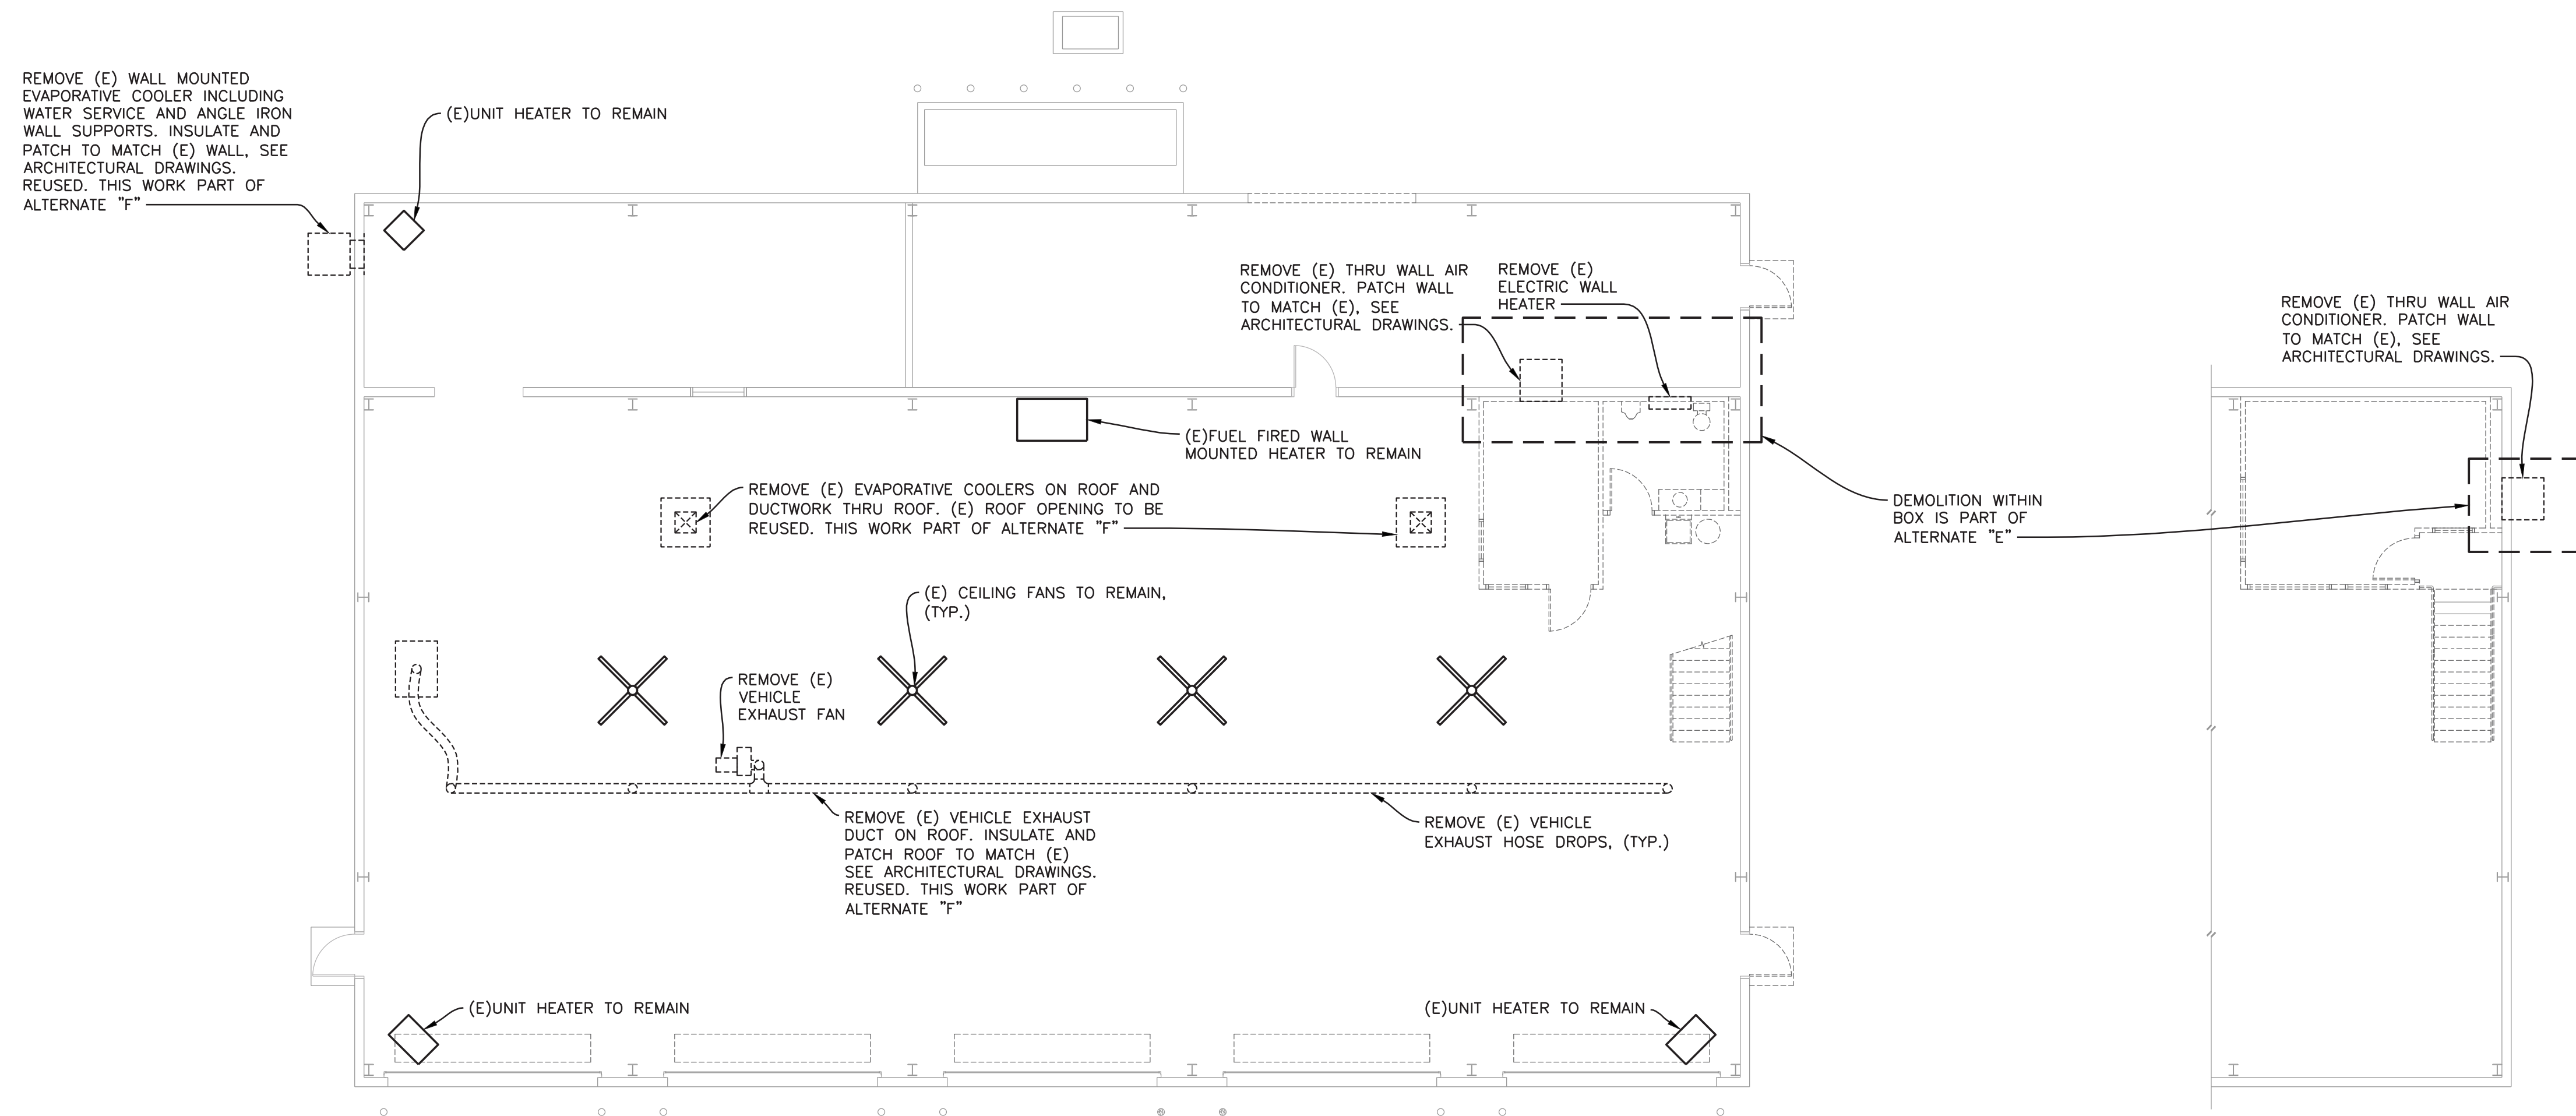 REMOVE (E) WALL MOUNTED
EVAPORATIVE COOLER INCLUDING
WATER SERVICE AND ANGLE IRON
WALL SUPPORTS. INSULATE AND
PATCH TO MATCH (E) WALL, SEE
ARCHITECTURAL DRAWINGS.
REUSED. THIS WORK PART OF
ALTERNATE "F"
(E)UNIT HEATER TO REMAIN
REMOVE (E) THRU WALL AIR
CONDITIONER. PATCH WALL
TO MATCH (E), SEE
ARCHITECTURAL DRAWINGS.
REMOVE (E)
ELECTRIC WALL
HEATER
REMOVE (E) THRU WALL AIR
CONDITIONER. PATCH WALL
TO MATCH (E), SEE
ARCHITECTURAL DRAWINGS.
(E)FUEL FIRED WALL
MOUNTED HEATER TO REMAIN
REMOVE (E) EVAPORATIVE COOLERS ON ROOF AND
DUCTWORK THRU ROOF. (E) ROOF OPENING TO BE
REUSED. THIS WORK PART OF ALTERNATE "F"
DEMOLITION WITHIN
BOX IS PART OF
ALTERNATE "E"
(E) CEILING FANS TO REMAIN,
(TYP.)
REMOVE (E)
VEHICLE
EXHAUST FAN
REMOVE (E) VEHICLE EXHAUST
DUCT ON ROOF. INSULATE AND
PATCH ROOF TO MATCH (E)
SEE ARCHITECTURAL DRAWINGS.
REUSED. THIS WORK PART OF
ALTERNATE "F"
REMOVE (E) VEHICLE
EXHAUST HOSE DROPS, (TYP.)
(E)UNIT HEATER TO REMAIN
(E)UNIT HEATER TO REMAIN